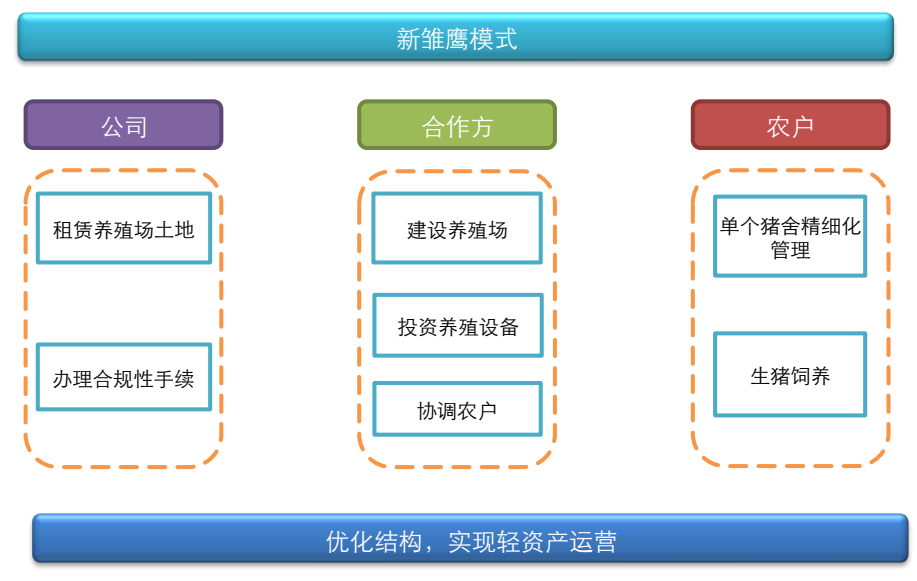 新雏鹰模式
公司
合作方
农户
租赁养殖场土地
办理合规性手续
建设养殖场
投资养殖设备
协调农户
单个猪舍精细化
管理
生猪饲养
优化结构，实现轻资产运营